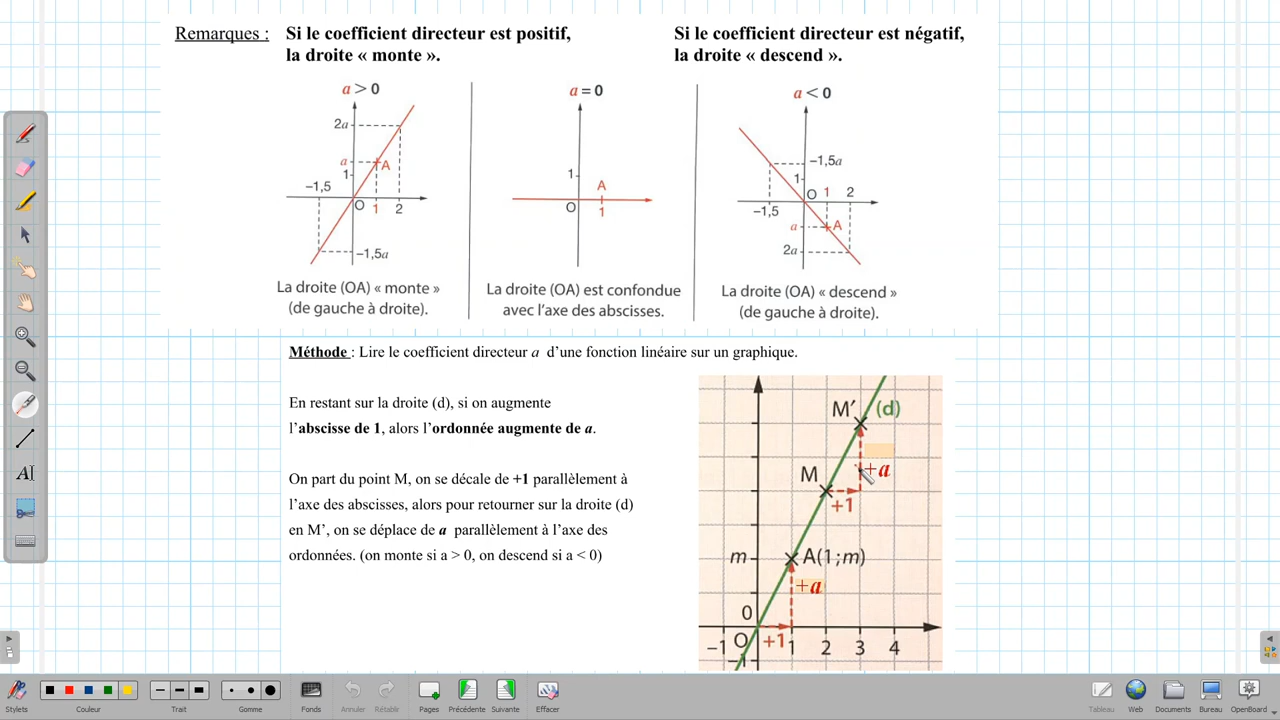 Remarques : Si le coefficient directeur est positif, Si le coefficient directeur est négatif,
la droite « monte ». la droite « descend ».
a > 0
2a
a
A
1
−1,5
O 1 2
−1,5a
La droite (OA) « monte »
(de gauche à droite).
a = 0
1
A
O 1
La droite (OA) est confondue
avec l'axe des abscisses.
a < 0
−1,5a
1
O 1 2
−1,5
a A
2a
La droite (OA) « descend »
(de gauche à droite).
Méthode : Lire le coefficient directeur a d'une fonction linéaire sur un graphique.
En restant sur la droite (d), si on augmente
l'abscisse de 1, alors l'ordonnée augmente de a.
On part du point M, on se décale de +1 parallèlement à
l'axe des abscisses, alors pour retourner sur la droite (d)
en M', on se déplace de a parallèlement à l'axe des
ordonnées. (on monte si a > 0, on descend si a < 0)
M′ (d)
M +a
+1
m A(1;m)
+a
0
−1 O +1 1 2 3 4
−1
Stylets Couleur Trait Gomme Fonds Annuler Rétablir Pages Précédente Suivante Effacer Tableau Web Documents Bureau OpenBoard